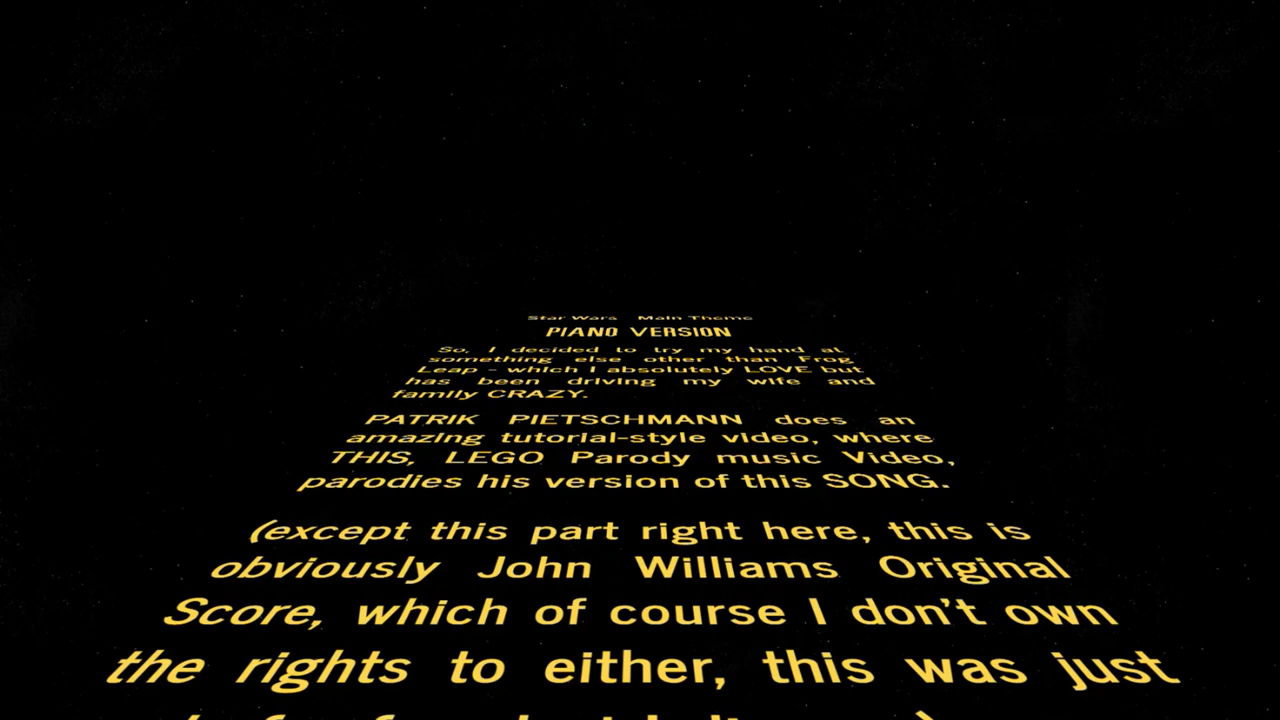 Star Wars Main Theme
PIANO VERSION
So, I decided to try my hand at
something else other than Frog
Leap - which I absolutely LOVE but
has been driving my wife and
family CRAZY.
PATRIK PIETSCHMANN does an
amazing tutorial-style video, where
THIS, LEGO Parody music Video,
parodies his version of this SONG.
(except this part right here, this is
obviously John Williams Original
Score, which of course I don't own
the rights to either, this was just